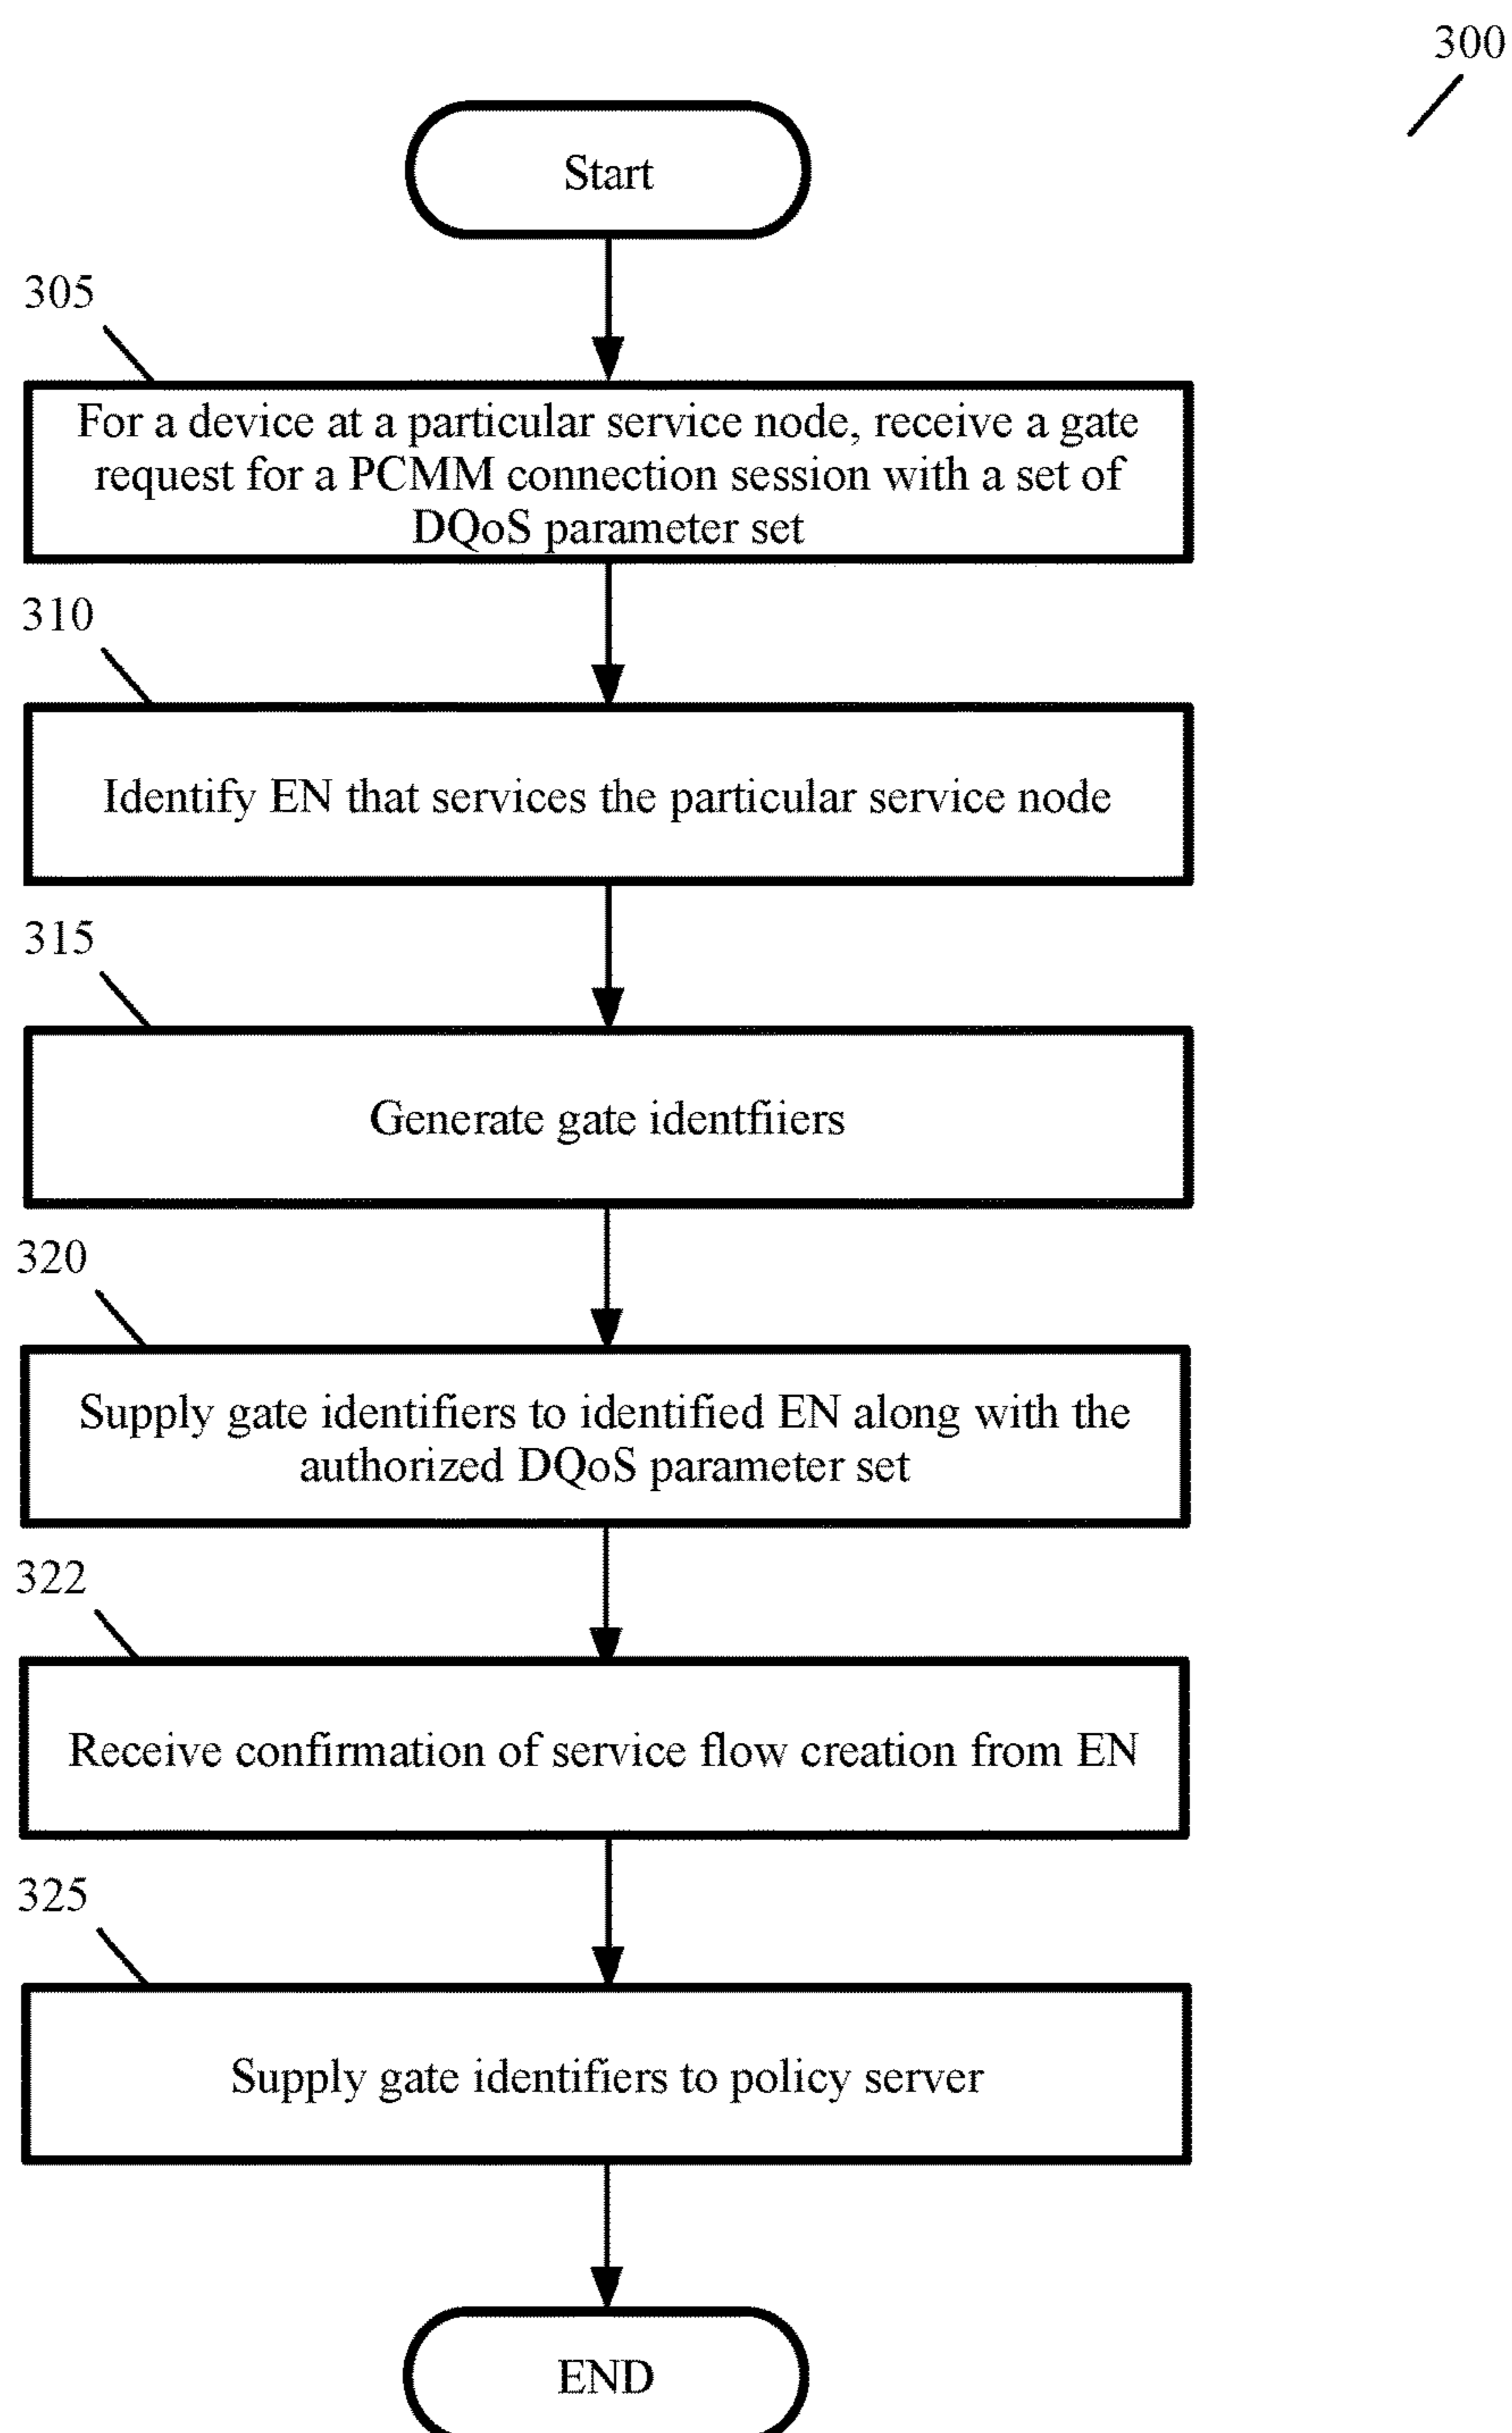 300
Start
305
For a device at a particular service node, receive a gate
request for a PCMM connection session with a set of
DQoS parameter set
310
Identify EN that services the particular service node
315
Generate gate identfiiers
320
Supply gate identifiers to identified EN along with the
authorized DQoS parameter set
322
Receive confirmation of service flow creation from EN
325
Supply gate identifiers to policy server
END